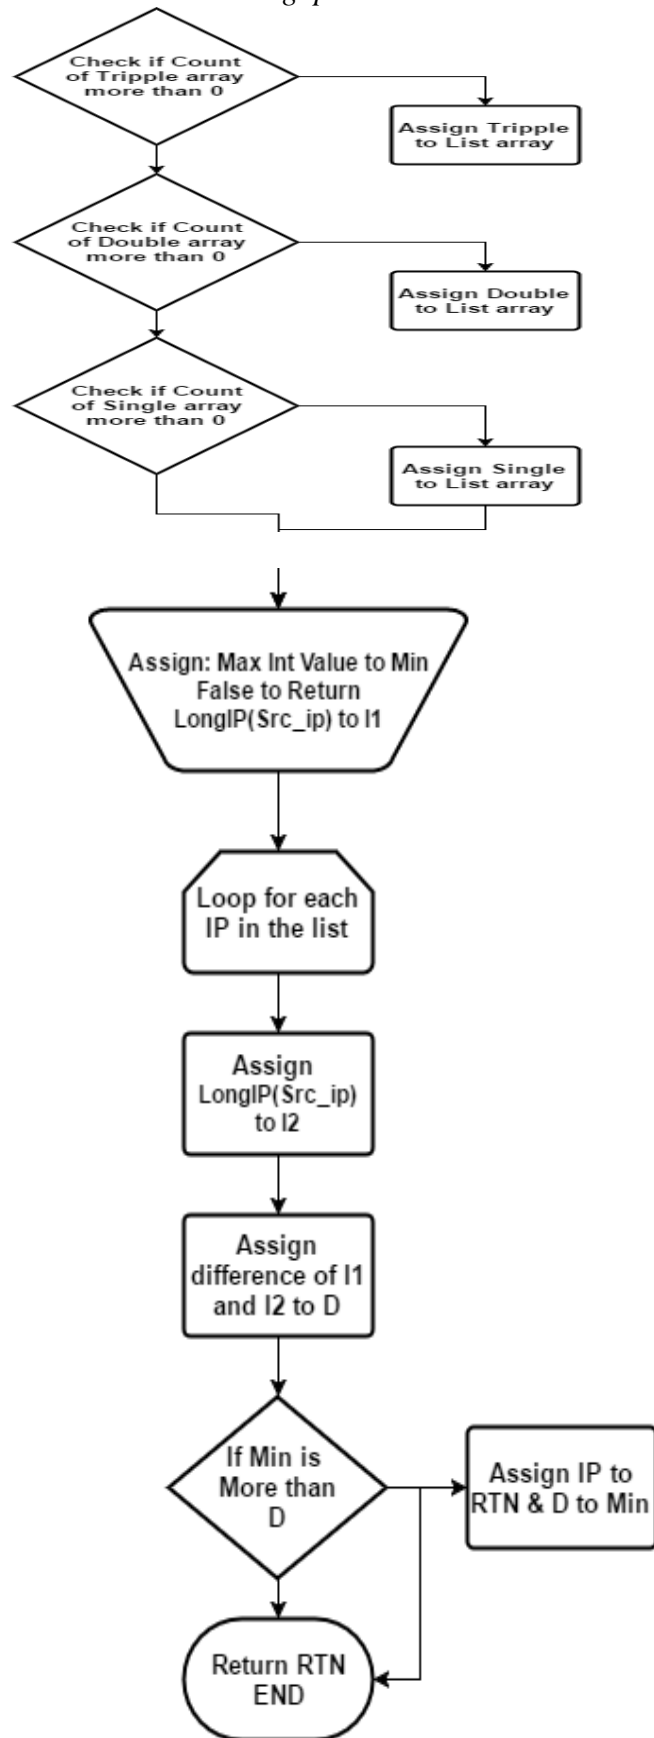 Check if Count
of Tripple array
more than 0
Assign Tripple
to List array
Check if Count
of Double array
more than 0
Assign Double
to List array
Check if Count
of Single array
more than 0
Assign Single
to List array
Assign: Max Int Value to Min
False to Return
LongIP(Src_ip) to I1
Loop for each
IP in the list
Assign
LongIP(Src_ip)
to I2
Assign
difference of I1
and I2 to D
If Min is
More than
D
Assign IP to
RTN & D to Min
Return RTN
END